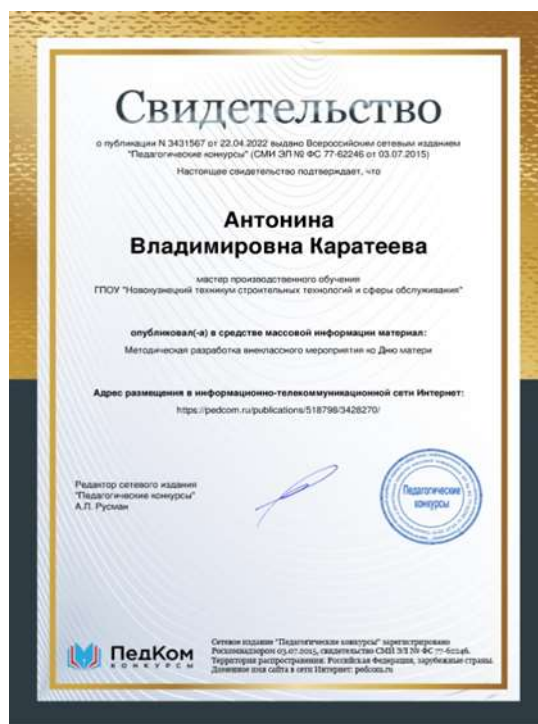 Свидетельство
о публикации N 3431567 от 22.04.2022 выдано Всероссийским сетевым изданием
"Педагогические конкурсы" (СМИ ЭЛ № ФС 77-62246 от 03.07.2015)
Настоящее свидетельство подтверждает, что
Антонина
Владимировна Каратеева
мастер производственного обучения
ГПОУ "Новокузнецкий техникум строительных технологий и сферы обслуживания"
опубликовал(-а) в средстве массовой информации материал:
Методическая разработка внеклассного мероприятия ко Дню матери
Адрес размещения в информационно-телекоммуникационной сети Интернет:
https://pedcom.ru/publications/518798/3428270/
Редактор сетевого издания
"Педагогические конкурсы"
А.П. Русман
Педагогические
конкурсы
ПедКом
КОНКУРСЫ
Сетевое издание "Педагогические конкурсы" зарегистрировано
Роскомнадзором 03.07.2015, свидетельство СМИ ЭЛ № ФС 77-62246.
Территория распространения: Российская Федерация, зарубежные страны.
Доменное имя сайта в сети Интернет: pedcom.ru